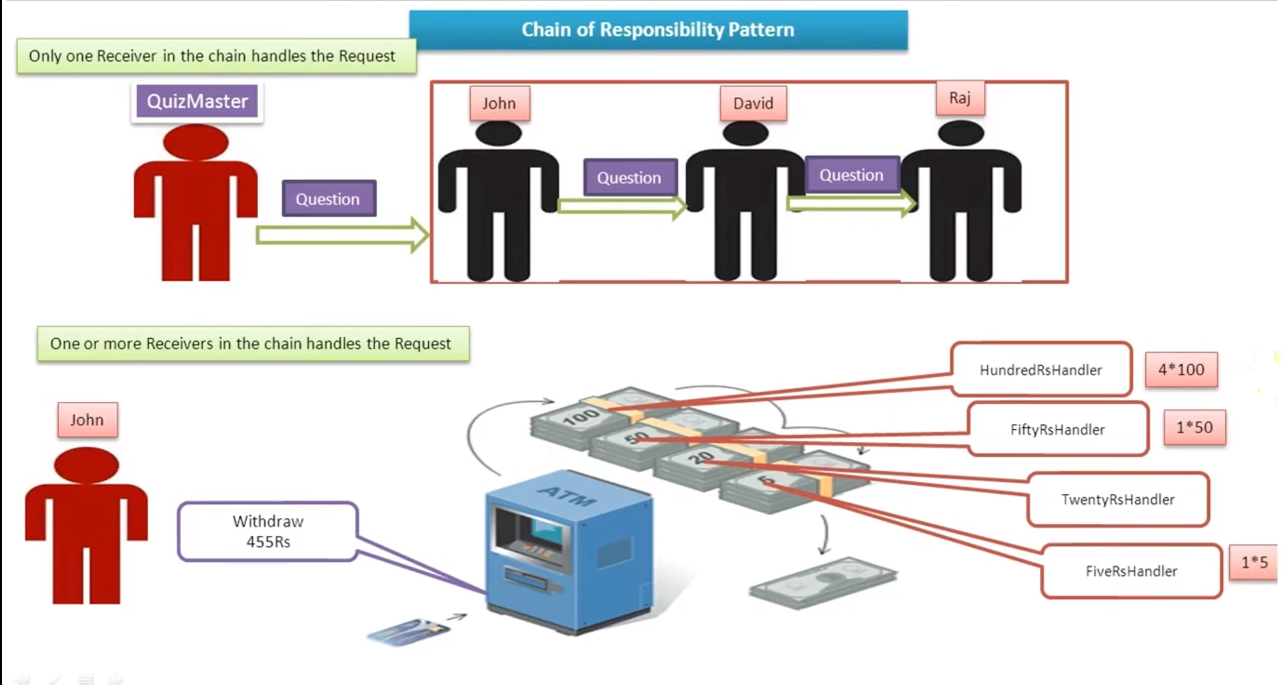 Chain of Responsibility Pattern
Only one Receiver in the chain handles the Request
QuizMaster
John
David
Raj
Question
Question
Question
One or more Receivers in the chain handles the Request
John
Withdraw
455Rs
ATM
100
50
20
5
HundredRsHandler
4*100
FiftyRsHandler
1*50
TwentyRsHandler
FiveRsHandler
1*5